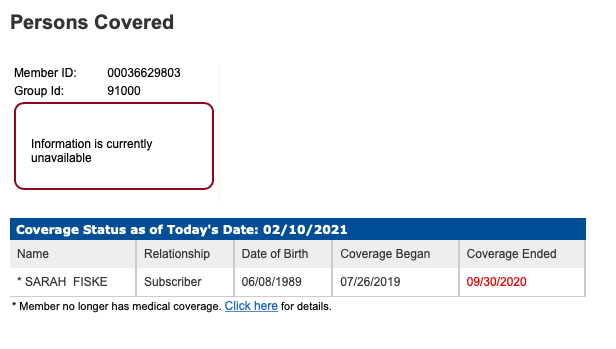 Persons Covered
Member ID: 00036629803
Group Id: 91000
Information is currently
unavailable
Coverage Status as of Today's Date: 02/10/2021
Name Relationship Date of Birth Coverage Began Coverage Ended
* SARAH FISKE Subscriber 06/08/1989 07/26/2019 09/30/2020
* Member no longer has medical coverage. Click here for details.